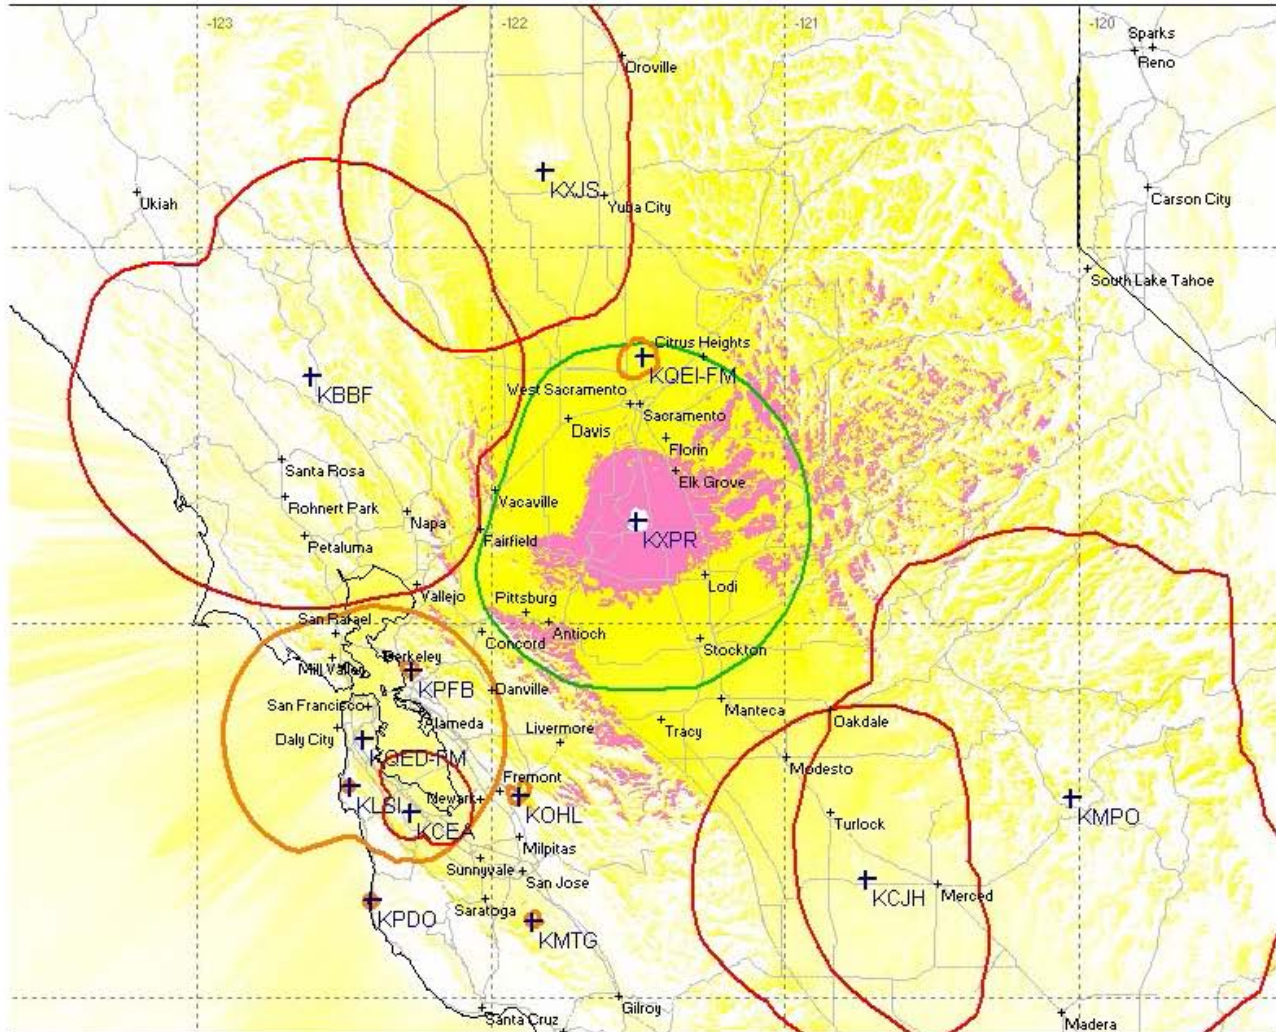 -123
-122
-121
-120
Sparks
Reno
Oroville
KXJS
Yuba City
Ukiah
Carson City
South Lake Tahoe
Citrus Heights
KQEI-FM
KBBF
West Sacramento
Sacramento
Davis
Florin
Santa Rosa
Elk Grove
Vacaville
Rohnert Park
Napa
KXPR
Petaluma
Fairfield
Lodi
Vallejo
Pittsburg
San Rafael
Antioch
Concord
Stockton
Berkeley
Mill Valley
KPFB
Danville
San Francisco
Manteca
Alameda
Oakdale
Livermore
Tracy
Daly City
KQED-FM
Modesto
Fremont
Newark
KLSI
KOHL
KMPO
KCEA
Turlock
Milpitas
Sunnyvale
San Jose
KCJH
Merced
Saratoga
KPDO
KMTG
Gilroy
Santa Cruz
Madera